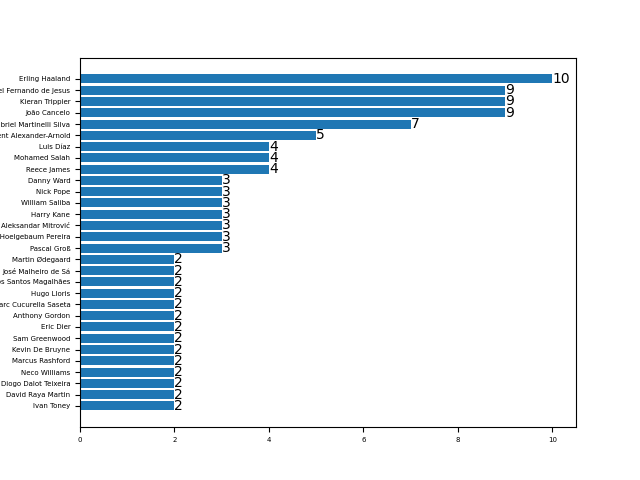 Erling Haaland 10
el Fernando de Jesus 9
Kieran Trippier 9
João Cancelo 9
briel Martinelli Silva 7
ent Alexander-Arnold 5
Luis Díaz 4
Mohamed Salah 4
Reece James 4
Danny Ward 3
Nick Pope 3
William Saliba 3
Harry Kane 3
Aleksandar Mitrović 3
Hoelgebaum Pereira 3
Pascal Groß 3
Martin Ødegaard 2
José Malheiro de Sá 2
os Santos Magalhães 2
Hugo Lloris 2
arc Cucurella Saseta 2
Anthony Gordon 2
Eric Dier 2
Sam Greenwood 2
Kevin De Bruyne 2
Marcus Rashford 2
Neco Williams 2
Diogo Dalot Teixeira 2
David Raya Martin 2
Ivan Toney 2
0 2 4 6 8 10